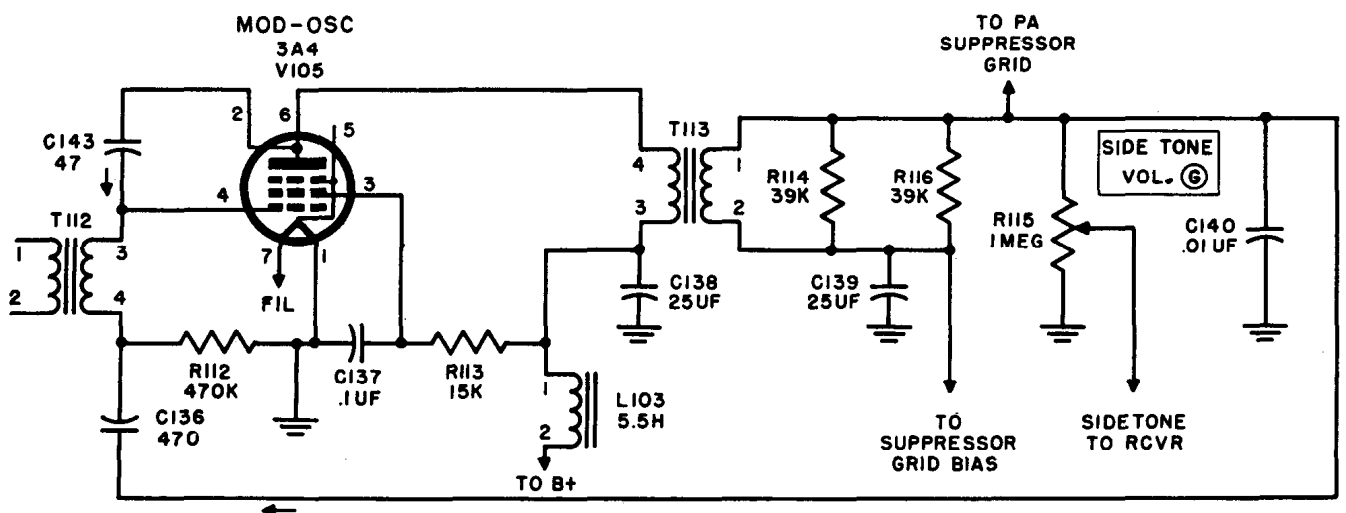 MOD-OSC
3A4
V105
TO PA
SUPPRESSOR
GRID
2
6
5
C143
47
4
3
T113
4
1
3
2
R114
39K
R116
39K
SIDE TONE
VOL. G
R115
1MEG
C140
.01UF
T112
1
3
2
4
7
1
FIL
C138
25UF
C139
25UF
R112
470K
C137
.1UF
R113
15K
C136
470
1
2
L103
5.5H
TO B+
TO
SUPPRESSOR
GRID BIAS
SIDETONE
TO RCVR